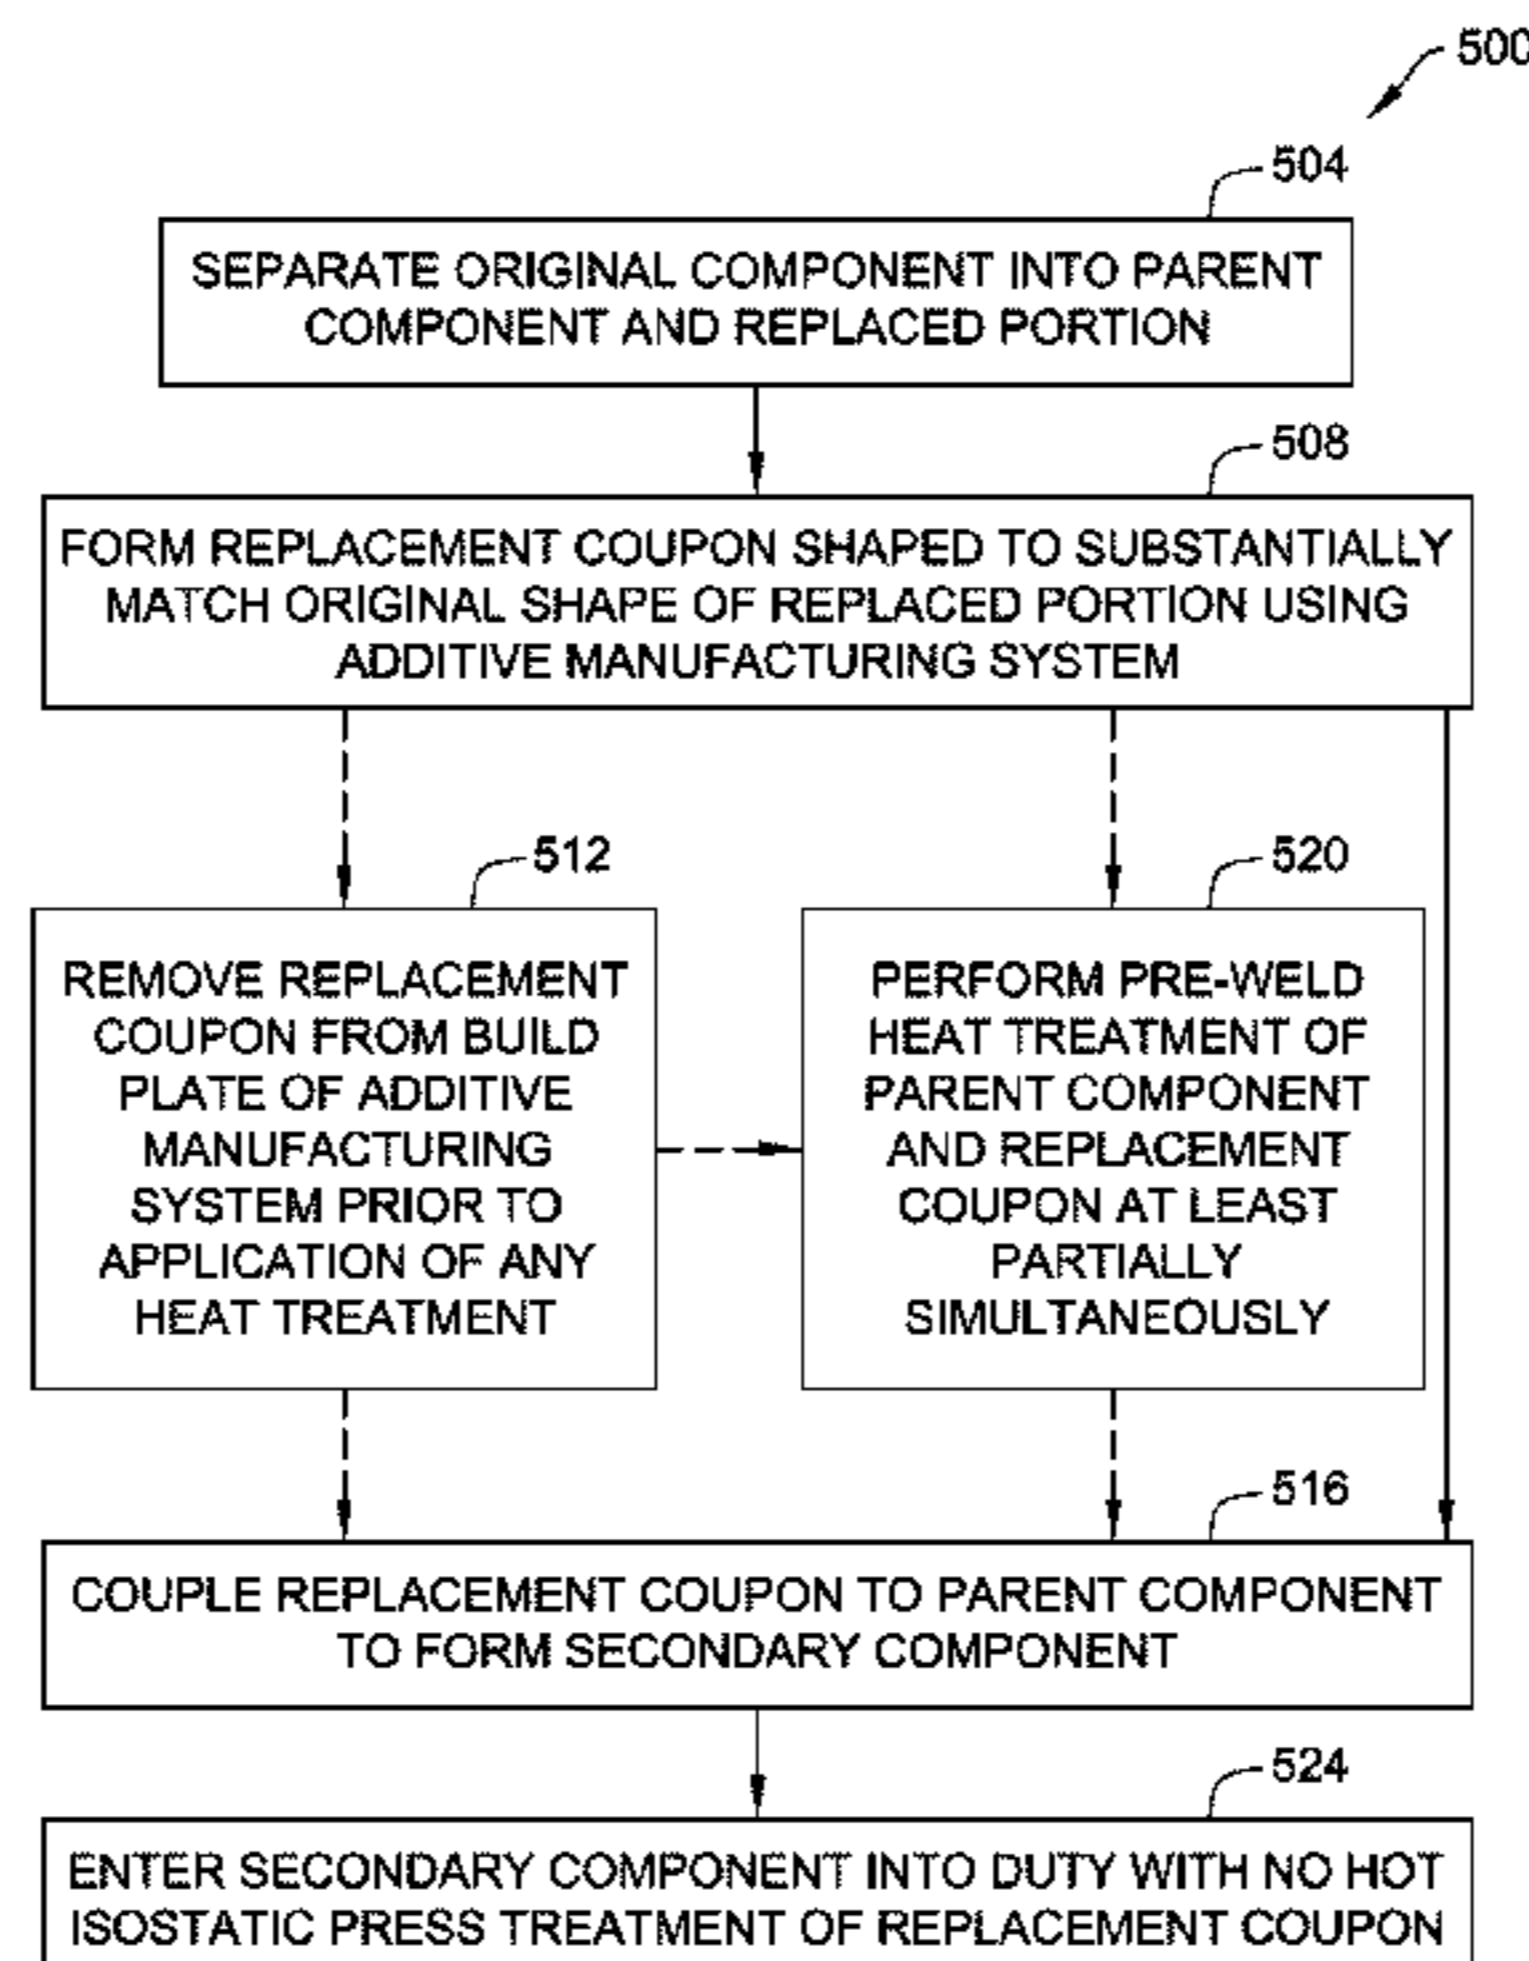 500
504
SEPARATE ORIGINAL COMPONENT INTO PARENT
COMPONENT AND REPLACED PORTION
508
FORM REPLACEMENT COUPON SHAPED TO SUBSTANTIALLY
MATCH ORIGINAL SHAPE OF REPLACED PORTION USING
ADDITIVE MANUFACTURING SYSTEM
512
REMOVE REPLACEMENT
COUPON FROM BUILD
PLATE OF ADDITIVE
MANUFACTURING
SYSTEM PRIOR TO
APPLICATION OF ANY
HEAT TREATMENT
520
PERFORM PRE-WELD
HEAT TREATMENT OF
PARENT COMPONENT
AND REPLACEMENT
COUPON AT LEAST
PARTIALLY
SIMULTANEOUSLY
516
COUPLE REPLACEMENT COUPON TO PARENT COMPONENT
TO FORM SECONDARY COMPONENT
524
ENTER SECONDARY COMPONENT INTO DUTY WITH NO HOT
ISOSTATIC PRESS TREATMENT OF REPLACEMENT COUPON